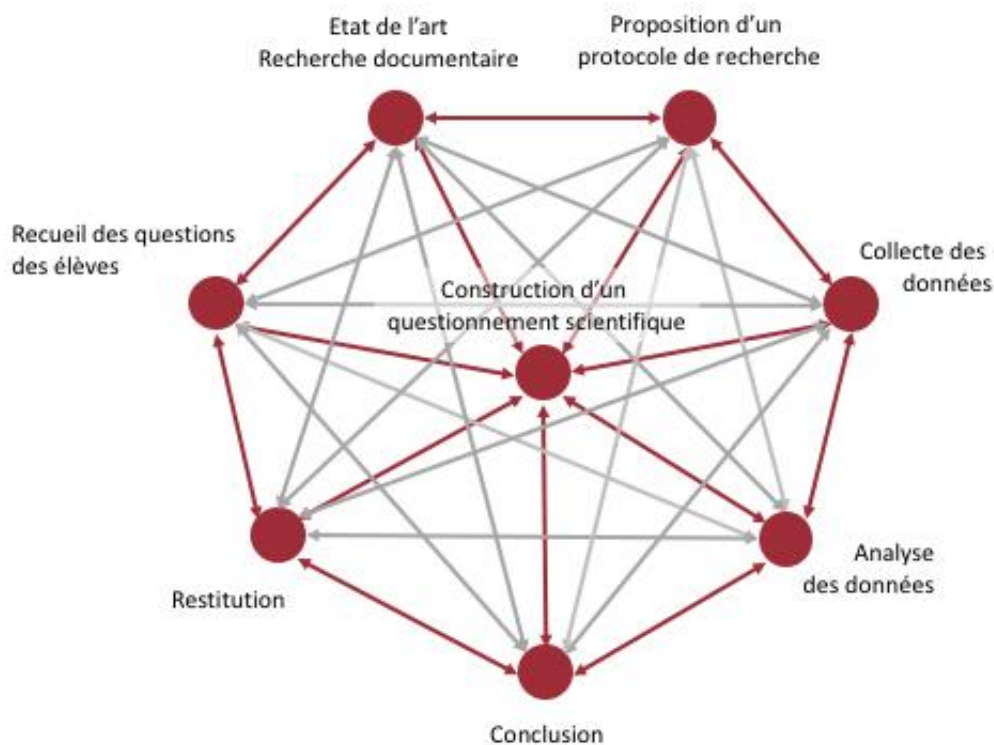 Etat de l'art
Recherche documentaire
Proposition d'un
protocole de recherche
Recueil des questions
des élèves
Collecte des
données
Construction d'un
questionnement scientifique
Restitution
Analyse
des données
Conclusion